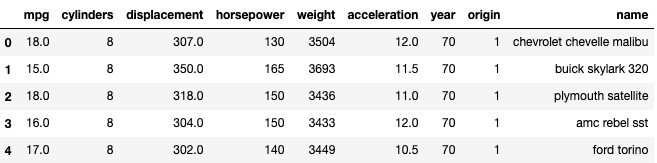 mpg cylinders displacement horsepower weight acceleration year origin name
0 18.0 8 307.0 130 3504 12.0 70 1 chevrolet chevelle malibu
1 15.0 8 350.0 165 3693 11.5 70 1 buick skylark 320
2 18.0 8 318.0 150 3436 11.0 70 1 plymouth satellite
3 16.0 8 304.0 150 3433 12.0 70 1 amc rebel sst
4 17.0 8 302.0 140 3449 10.5 70 1 ford torino